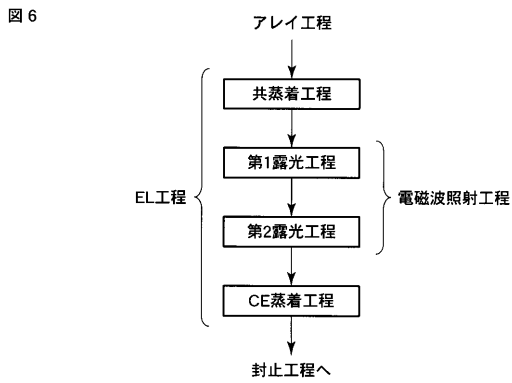 図6
アレイ工程
共蒸着工程
第1露光工程
EL工程
電磁波照射工程
第2露光工程
CE蒸着工程
封止工程へ